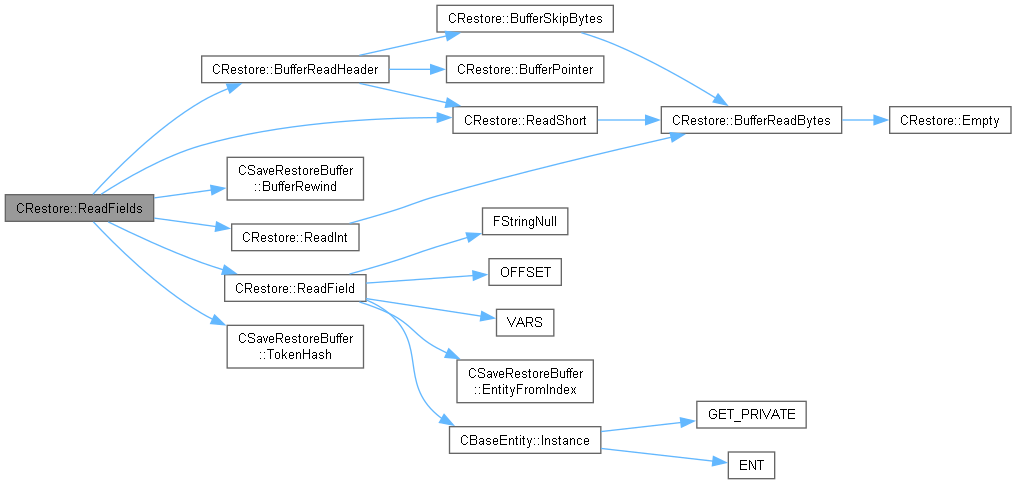 CRestore::BufferSkipBytes
CRestore::BufferReadHeader
CRestore::BufferPointer
CRestore::ReadShort
CRestore::BufferReadBytes
CRestore::Empty
CSaveRestoreBuffer
::BufferRewind
CRestore::ReadFields
CRestore::ReadInt
FStringNull
OFFSET
CRestore::ReadField
VARS
CSaveRestoreBuffer
::TokenHash
CSaveRestoreBuffer
::EntityFromIndex
GET_PRIVATE
CBaseEntity::Instance
ENT